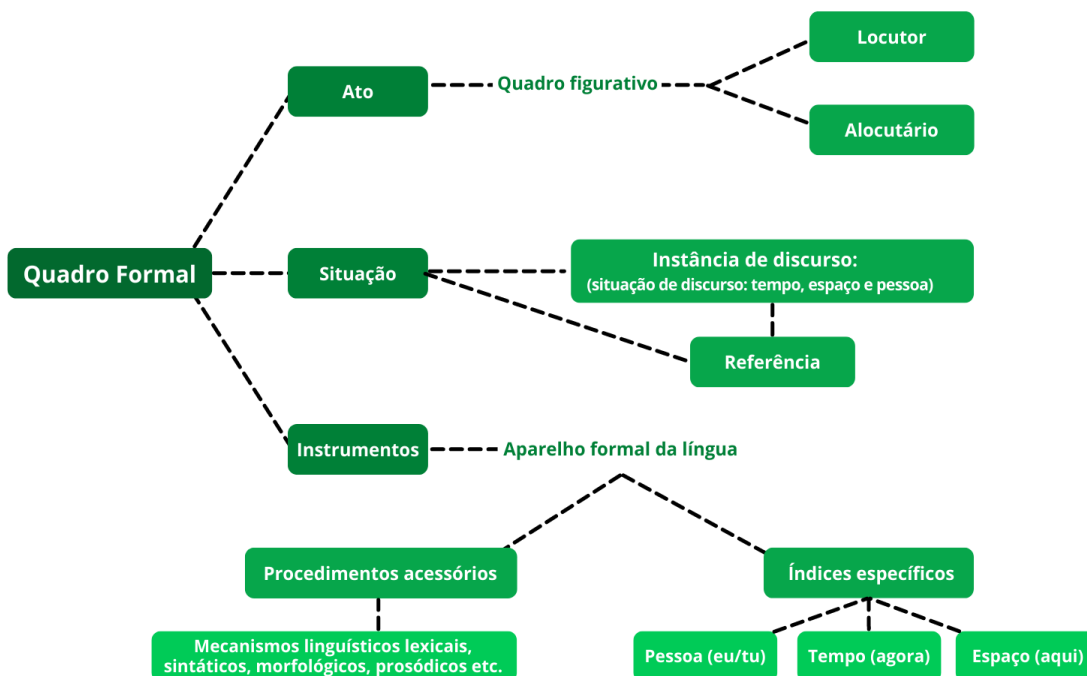 Locutor
Ato
Quadro figurativo
Alocutário
Quadro Formal
Situação
Instância de discurso:
(situação de discurso: tempo, espaço e pessoa)
Referência
Instrumentos
Aparelho formal da língua
Procedimentos acessórios
Índices específicos
Mecanismos linguísticos lexicais,
sintáticos, morfológicos, prosódicos etc.
Pessoa (eu/tu)
Tempo (agora)
Espaço (aqui)